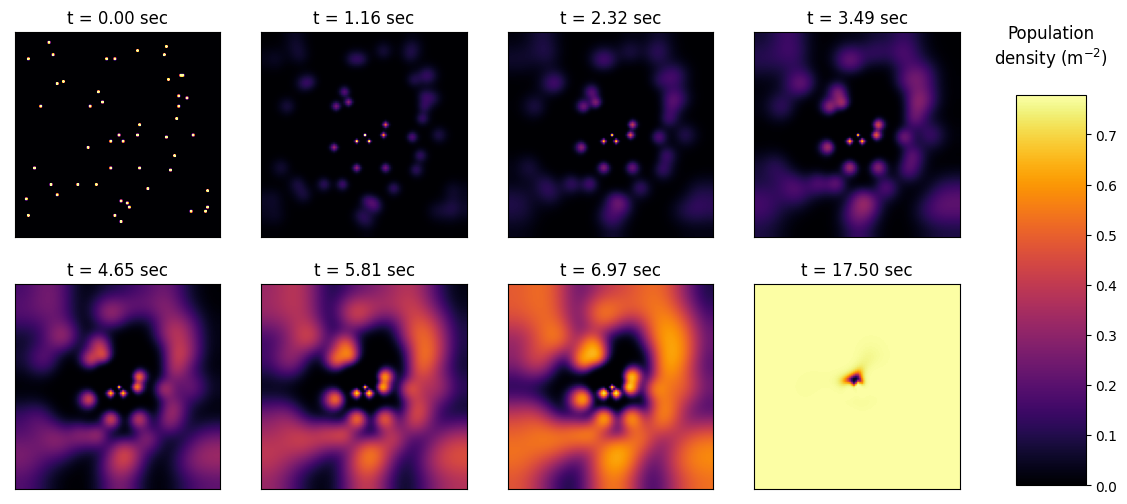 t = 0.00 sec
t = 1.16 sec
t = 2.32 sec
t = 3.49 sec
Population
density (m⁻²)
t = 4.65 sec
t = 5.81 sec
t = 6.97 sec
t = 17.50 sec
0.7
0.6
0.5
0.4
0.3
0.2
0.1
0.0